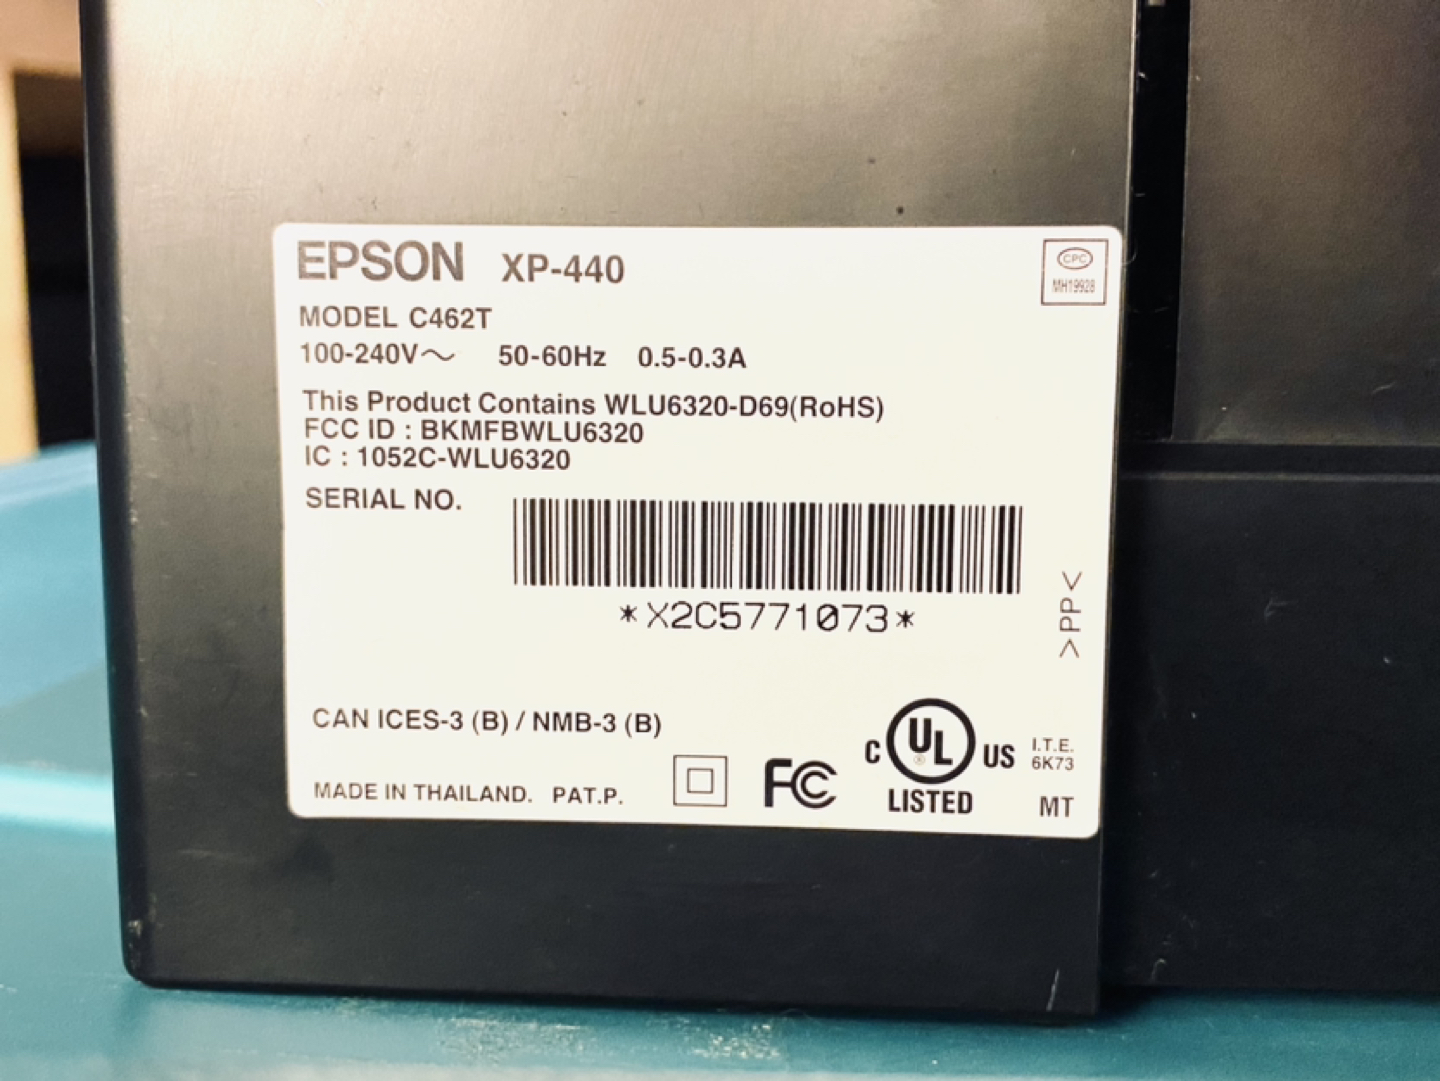 EPSON XP-440
CPC
MH19928
MODEL C462T
100-240V～ 50-60Hz 0.5-0.3A
This Product Contains WLU6320-D69(RoHS)
FCC ID : BKMFBWLU6320
IC : 1052C-WLU6320
SERIAL NO.
*X2C5771073*
>PP<
CAN ICES-3 (B) / NMB-3 (B)
MADE IN THAILAND. PAT.P.
FC
C UL® US
LISTED
I.T.E.
6K73
MT